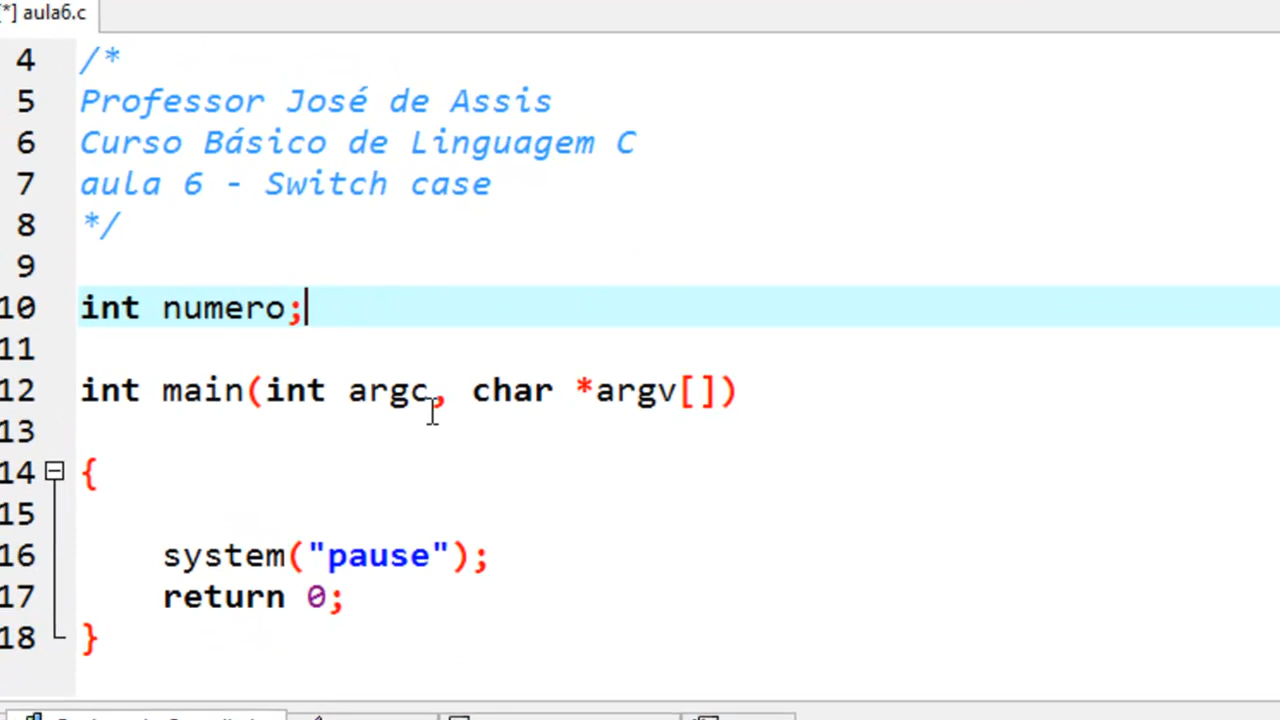 [*] aula6.c
4 /*
5 Professor José de Assis
6 Curso Básico de Linguagem C
7 aula 6 - Switch case
8 */
9
10 int numero;
11
12 int main(int argc, char *argv[])
13
14 {
15
16 system("pause");
17 return 0;
18 }